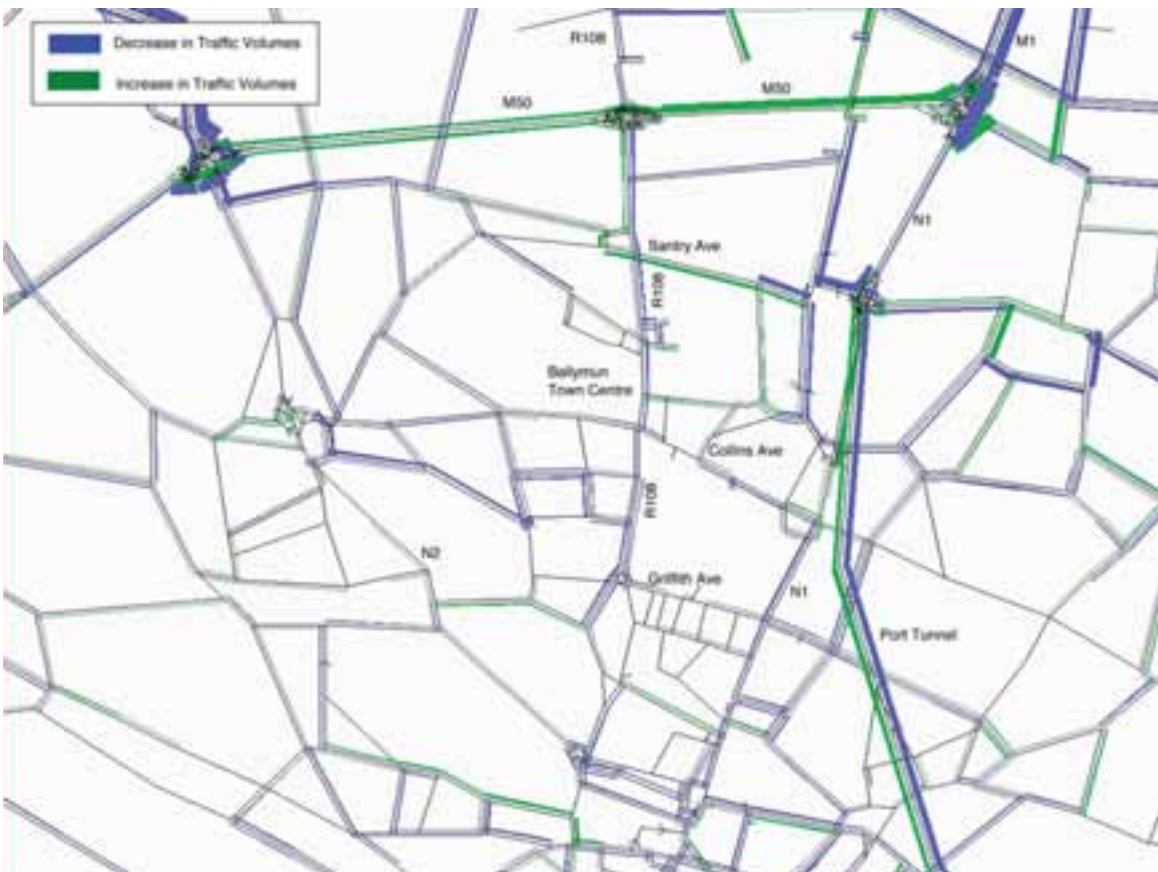 Decrease in Traffic Volumes
Increase in Traffic Volumes
R108
M1
M50
M50
N1
Santry Ave
R108
Ballymun
Town Centre
Collins Ave
R108
N2
Griffith Ave
N1
Port Tunnel